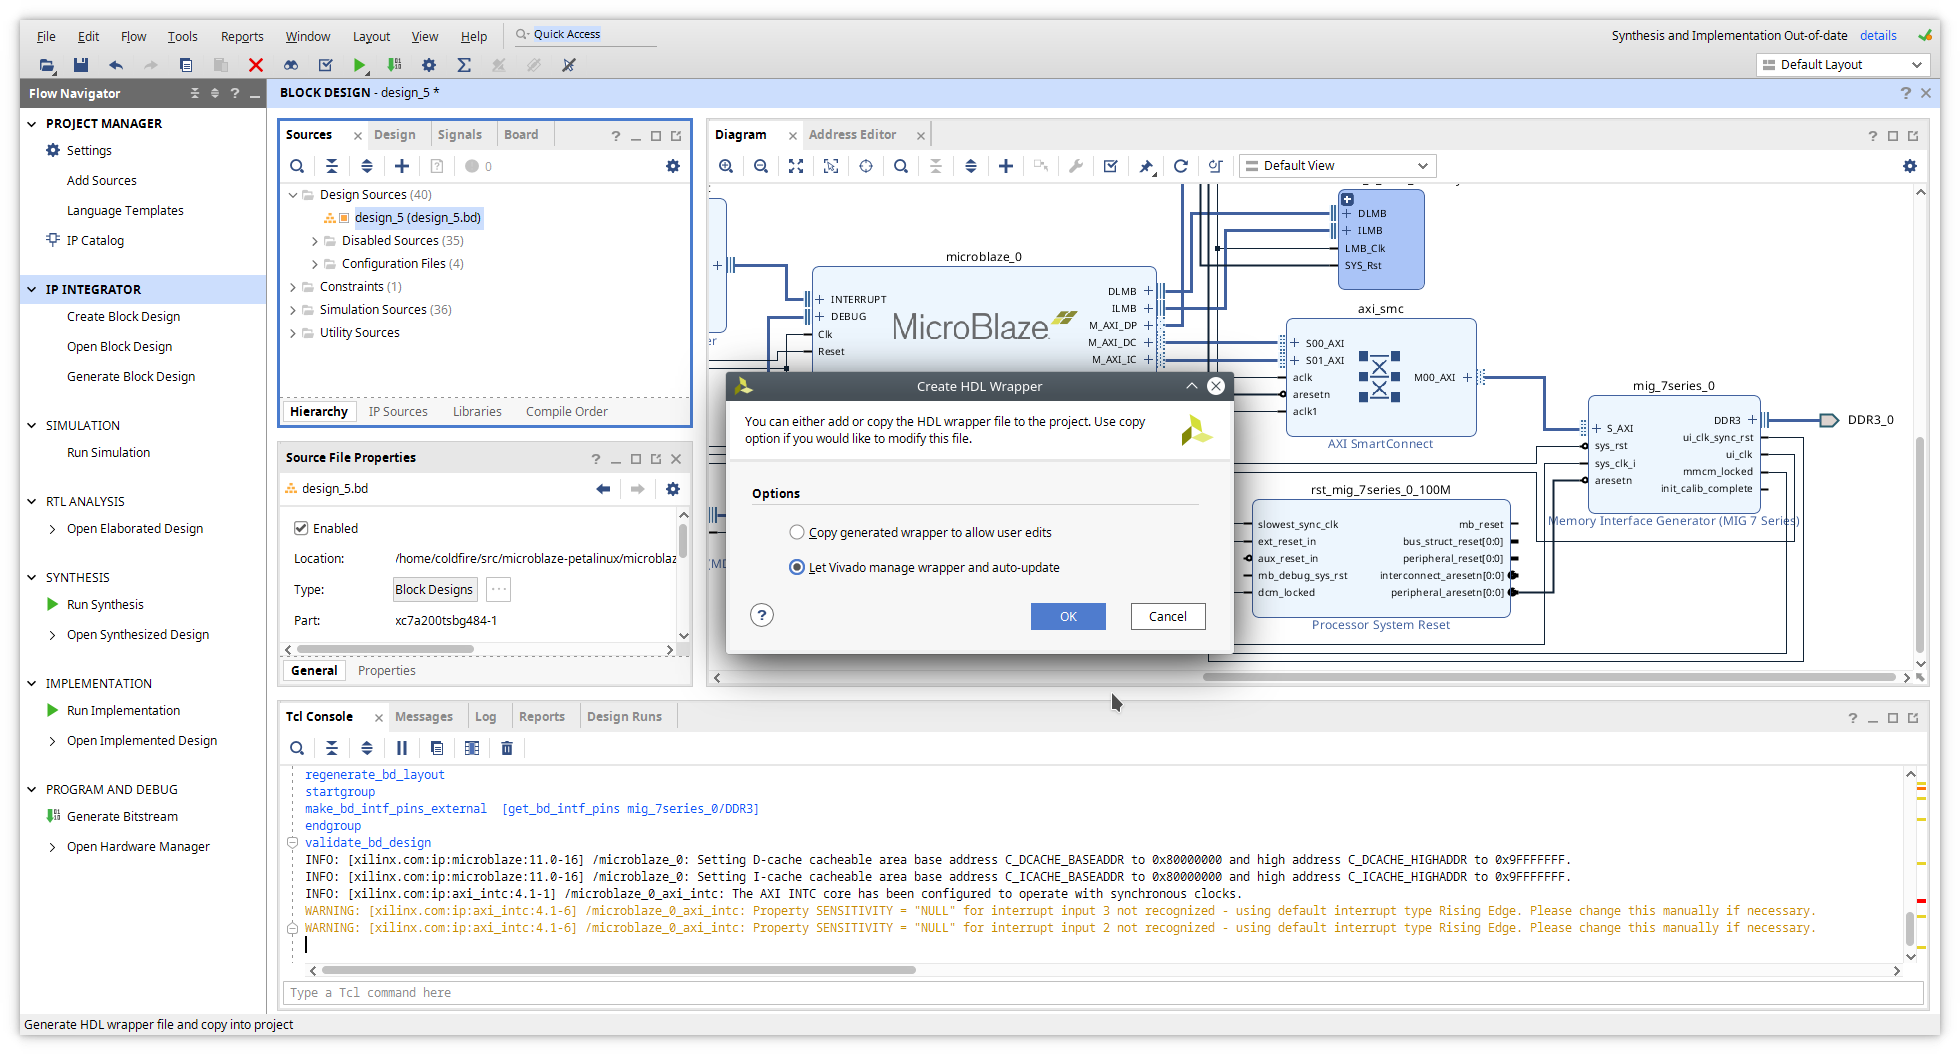 File Edit Flow Tools Reports Window Layout View Help Quick Access
Synthesis and Implementation Out-of-date details
Default Layout
Flow Navigator
PROJECT MANAGER
Settings
Add Sources
Language Templates
IP Catalog
IP INTEGRATOR
Create Block Design
Open Block Design
Generate Block Design
SIMULATION
Run Simulation
RTL ANALYSIS
Open Elaborated Design
SYNTHESIS
Run Synthesis
Open Synthesized Design
IMPLEMENTATION
Run Implementation
Open Implemented Design
PROGRAM AND DEBUG
Generate Bitstream
Open Hardware Manager
BLOCK DESIGN - design_5 *
Sources Design Signals Board
0
Design Sources (40)
design_5 (design_5.bd)
Disabled Sources (35)
Configuration Files (4)
Constraints (1)
Simulation Sources (36)
Utility Sources
Hierarchy IP Sources Libraries Compile Order
Source File Properties
design_5.bd
Enabled
Location: /home/coldfire/src/microblaze-petalinux/microblaz
Type: Block Designs ...
Part: xc7a200tsbg484-1
General Properties
Diagram Address Editor
Default View
DLMB
ILMB
LMB_Clk
SYS_Rst
microblaze_0
INTERRUPT
DEBUG
Clk
Reset
MicroBlaze
DLMB
ILMB
M_AXI_DP
M_AXI_DC
M_AXI_IC
axi_smc
S00_AXI
S01_AXI
aclk
aresetn
aclk1
M00_AXI
AXI SmartConnect
mig_7series_0
S_AXI
sys_rst
sys_clk_i
aresetn
DDR3
ui_clk_sync_rst
ui_clk
mmcm_locked
init_calib_complete
Memory Interface Generator (MIG 7 Series)
DDR3_0
rst_mig_7series_0_100M
slowest_sync_clk
ext_reset_in
aux_reset_in
mb_debug_sys_rst
dcm_locked
mb_reset
bus_struct_reset[0:0]
peripheral_reset[0:0]
interconnect_aresetn[0:0]
peripheral_aresetn[0:0]
Processor System Reset
Create HDL Wrapper
You can either add or copy the HDL wrapper file to the project. Use copy
option if you would like to modify this file.
Options
Copy generated wrapper to allow user edits
Let Vivado manage wrapper and auto-update
OK Cancel
Tcl Console Messages Log Reports Design Runs
regenerate_bd_layout
startgroup
make_bd_intf_pins_external [get_bd_intf_pins mig_7series_0/DDR3]
endgroup
validate_bd_design
INFO: [xilinx.com:ip:microblaze:11.0-16] /microblaze_0: Setting D-cache cacheable area base address C_DCACHE_BASEADDR to 0x80000000 and high address C_DCACHE_HIGHADDR to 0x9FFFFFFF.
INFO: [xilinx.com:ip:microblaze:11.0-16] /microblaze_0: Setting I-cache cacheable area base address C_ICACHE_BASEADDR to 0x80000000 and high address C_ICACHE_HIGHADDR to 0x9FFFFFFF.
INFO: [xilinx.com:ip:axi_intc:4.1-1] /microblaze_0_axi_intc: The AXI INTC core has been configured to operate with synchronous clocks.
WARNING: [xilinx.com:ip:axi_intc:4.1-6] /microblaze_0_axi_intc: Property SENSITIVITY = "NULL" for interrupt input 3 not recognized - using default interrupt type Rising Edge. Please change this manually if necessary.
WARNING: [xilinx.com:ip:axi_intc:4.1-6] /microblaze_0_axi_intc: Property SENSITIVITY = "NULL" for interrupt input 2 not recognized - using default interrupt type Rising Edge. Please change this manually if necessary.
Type a Tcl command here
Generate HDL wrapper file and copy into project